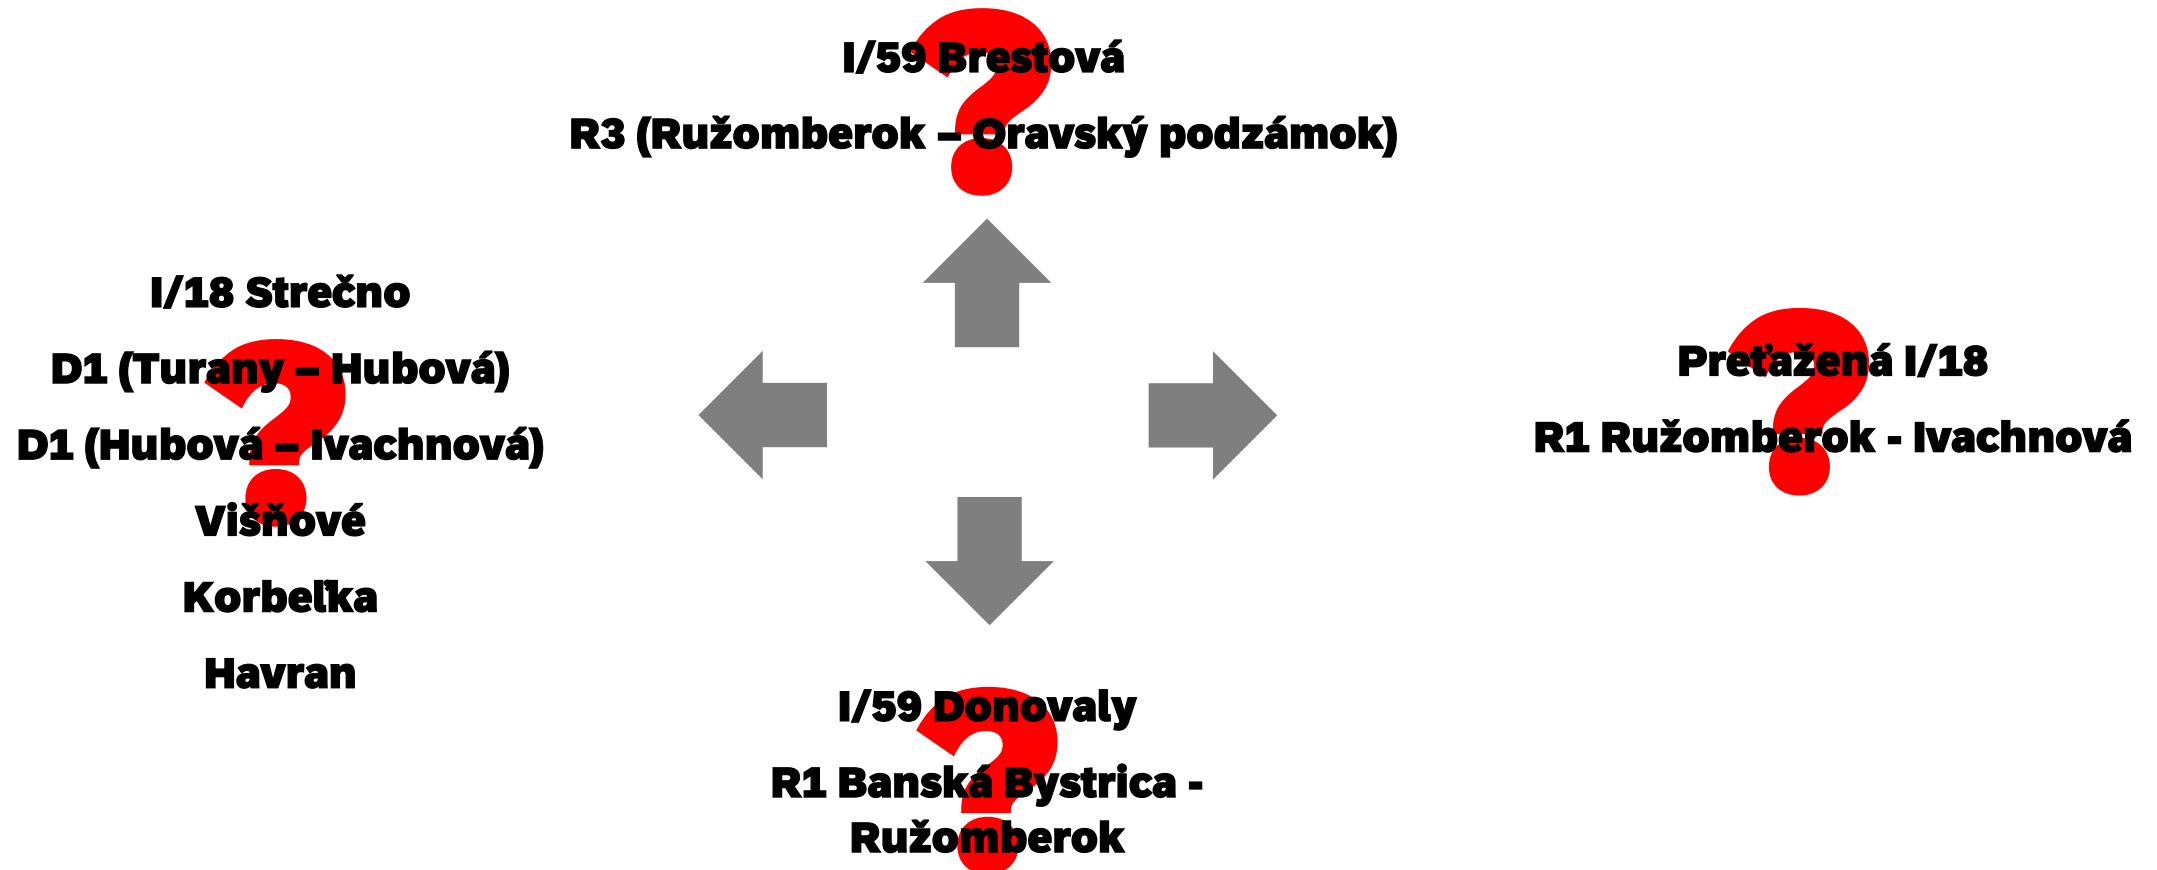 ?
I/59 Brestová
R3 (Ružomberok – Oravský podzámok)
?
I/18 Strečno
D1 (Turany – Hubová)
D1 (Hubová – Ivachnová)
Višňové
Korbeľka
Havran
?
Preťažená I/18
R1 Ružomberok - Ivachnová
?
I/59 Donovaly
R1 Banská Bystrica -
Ružomberok